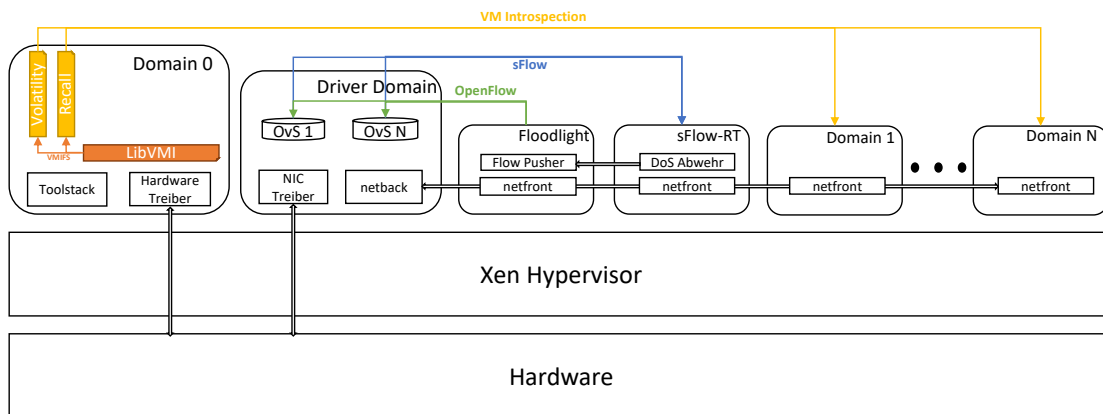 VM Introspection
Domain 0
Volatility
Recall
VMIFS
LibVMI
Toolstack
Hardware
Treiber
sFlow
Driver Domain
OpenFlow
OvS 1
OvS N
NIC
Treiber
netback
Floodlight
Flow Pusher
netfront
sFlow-RT
DoS Abwehr
netfront
Domain 1
netfront
Domain N
netfront
Xen Hypervisor
Hardware